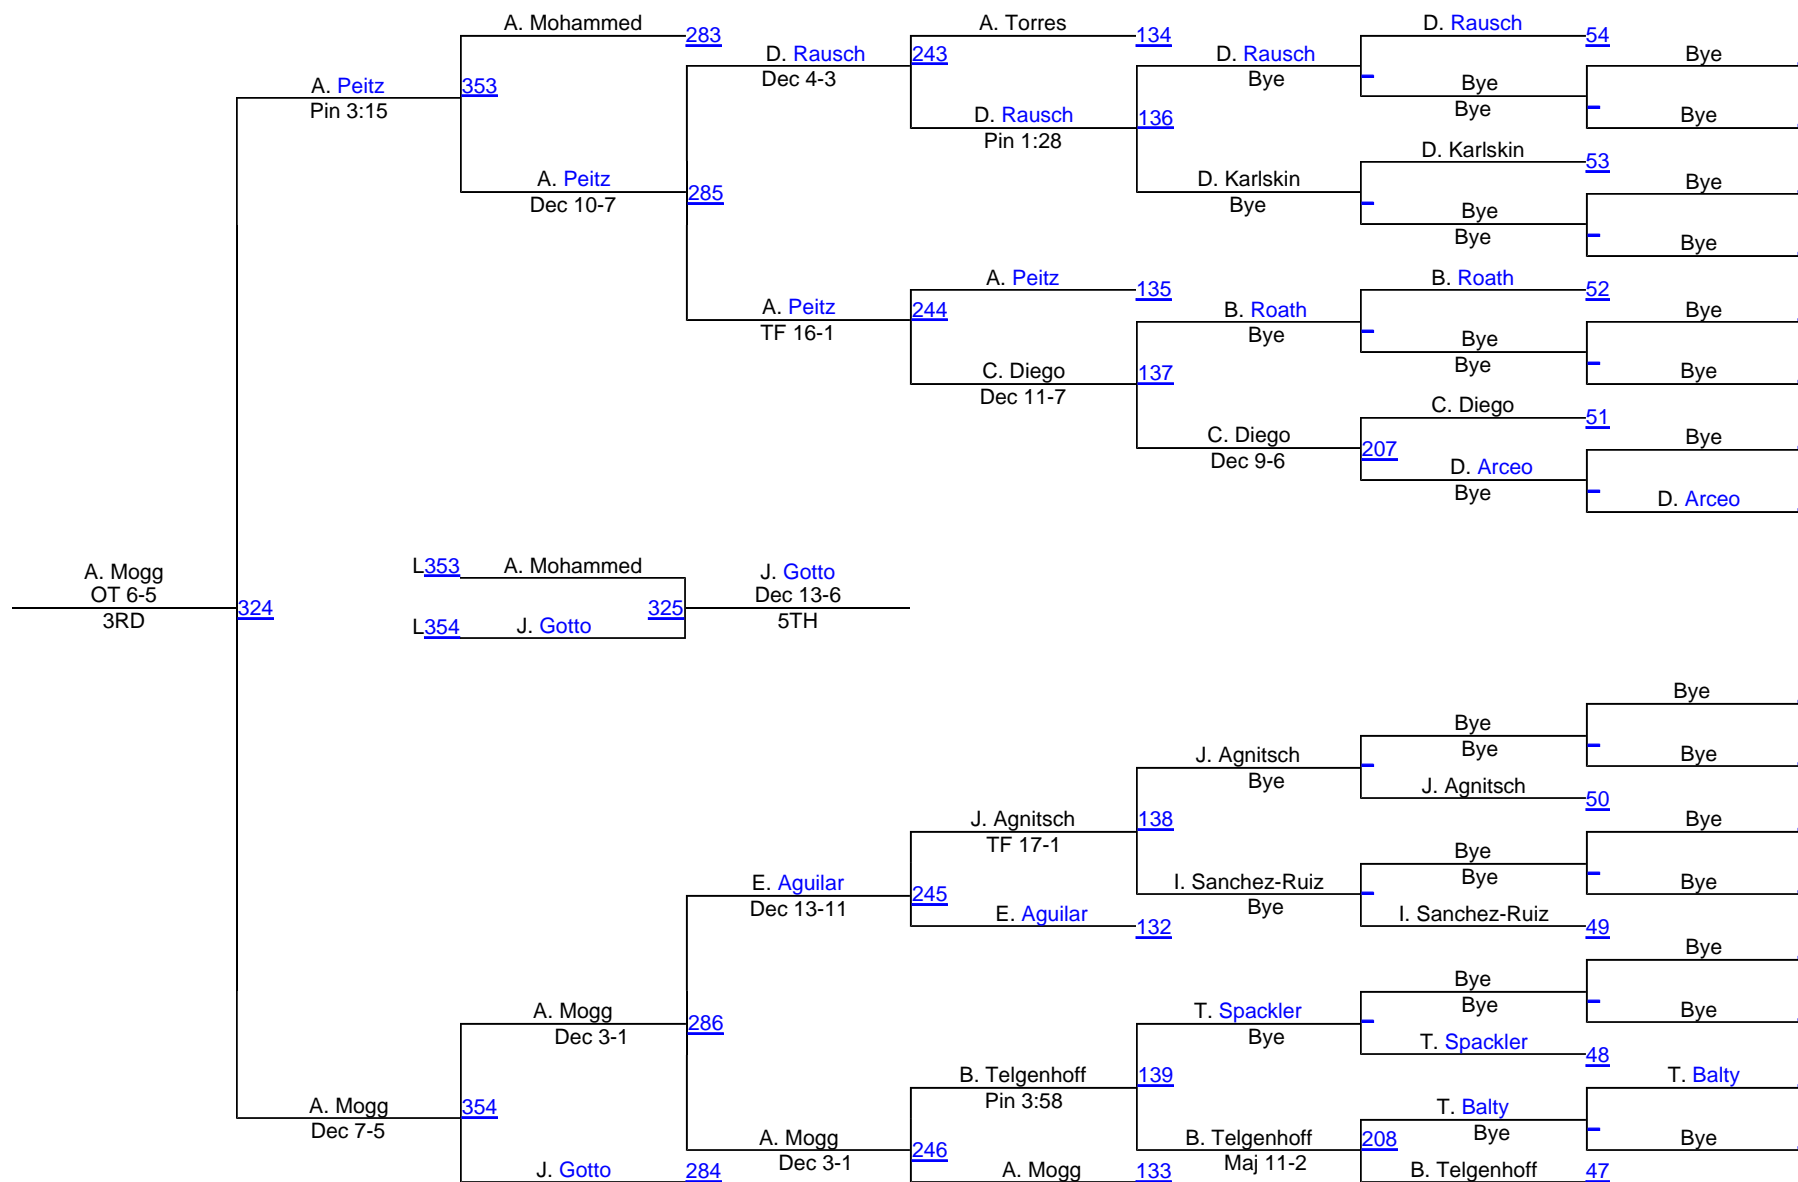 A. Mohammed
283
A. Torres
134
D. Rausch
54
D. Rausch
Dec 4-3
243
D. Rausch
Bye
Bye
A. Peitz
Pin 3:15
353
Bye
Bye
D. Rausch
Pin 1:28
136
Bye
D. Karlskin
53
A. Peitz
Dec 10-7
285
D. Karlskin
Bye
Bye
Bye
Bye
Bye
A. Peitz
135
B. Roath
52
A. Peitz
TF 16-1
244
B. Roath
Bye
Bye
Bye
Bye
C. Diego
Dec 11-7
137
Bye
C. Diego
51
C. Diego
Dec 9-6
207
Bye
D. Arceo
Bye
D. Arceo
A. Mogg
OT 6-5
3RD
324
L353
A. Mohammed
J. Gotto
Dec 13-6
5TH
325
L354
J. Gotto
Bye
Bye
Bye
J. Agnitsch
Bye
Bye
J. Agnitsch
50
J. Agnitsch
TF 17-1
138
Bye
Bye
Bye
E. Aguilar
Dec 13-11
245
I. Sanchez-Ruiz
Bye
Bye
E. Aguilar
132
I. Sanchez-Ruiz
49
Bye
Bye
Bye
A. Mogg
Dec 3-1
286
T. Spackler
Bye
Bye
T. Spackler
48
B. Telgenhoff
Pin 3:58
139
T. Balty
A. Mogg
Dec 7-5
354
T. Balty
Bye
A. Mogg
Dec 3-1
246
B. Telgenhoff
Maj 11-2
208
Bye
J. Gotto
284
A. Mogg
133
B. Telgenhoff
47